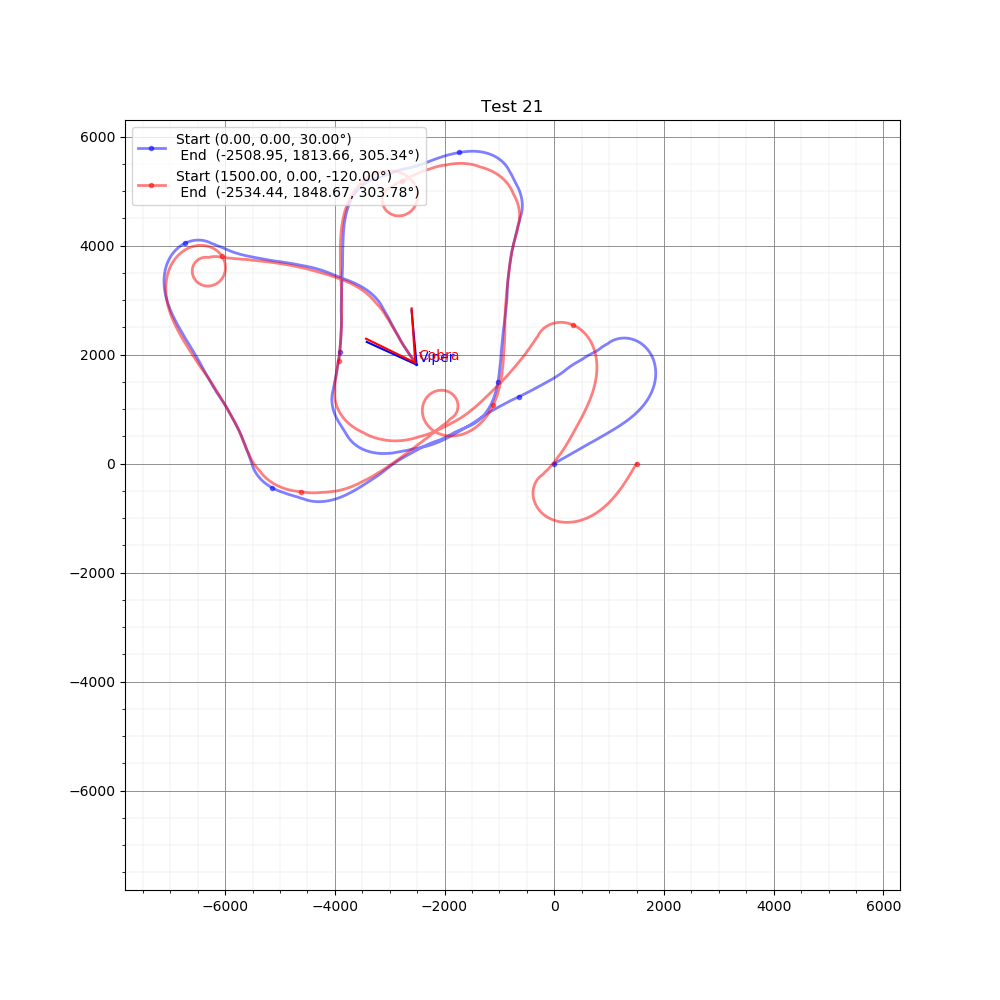 Test 21
Start (0.00, 0.00, 30.00°)
End (-2508.95, 1813.66, 305.34°)
Start (1500.00, 0.00, -120.00°)
End (-2534.44, 1848.67, 303.78°)
6000
4000
2000
0
−2000
−4000
−6000
Cobra
Viper
−6000 −4000 −2000 0 2000 4000 6000